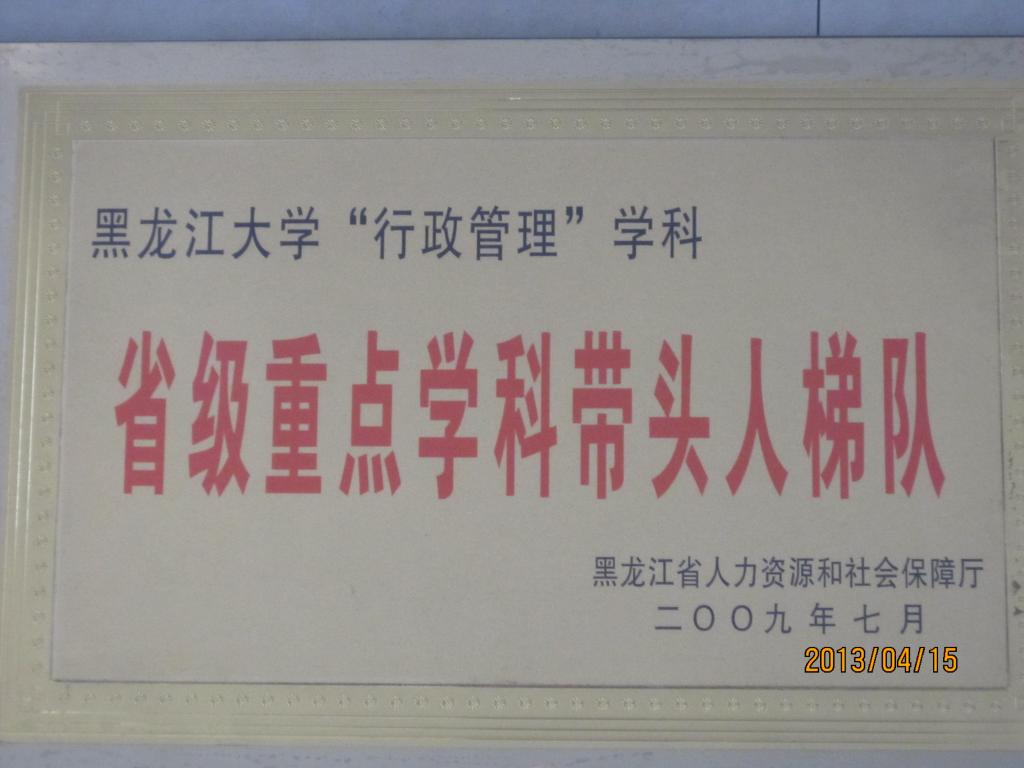 黑龙江大学“行政管理”学科
省级重点学科带头人梯队
黑龙江省人力资源和社会保障厅
二〇〇九年七月
2013/04/15